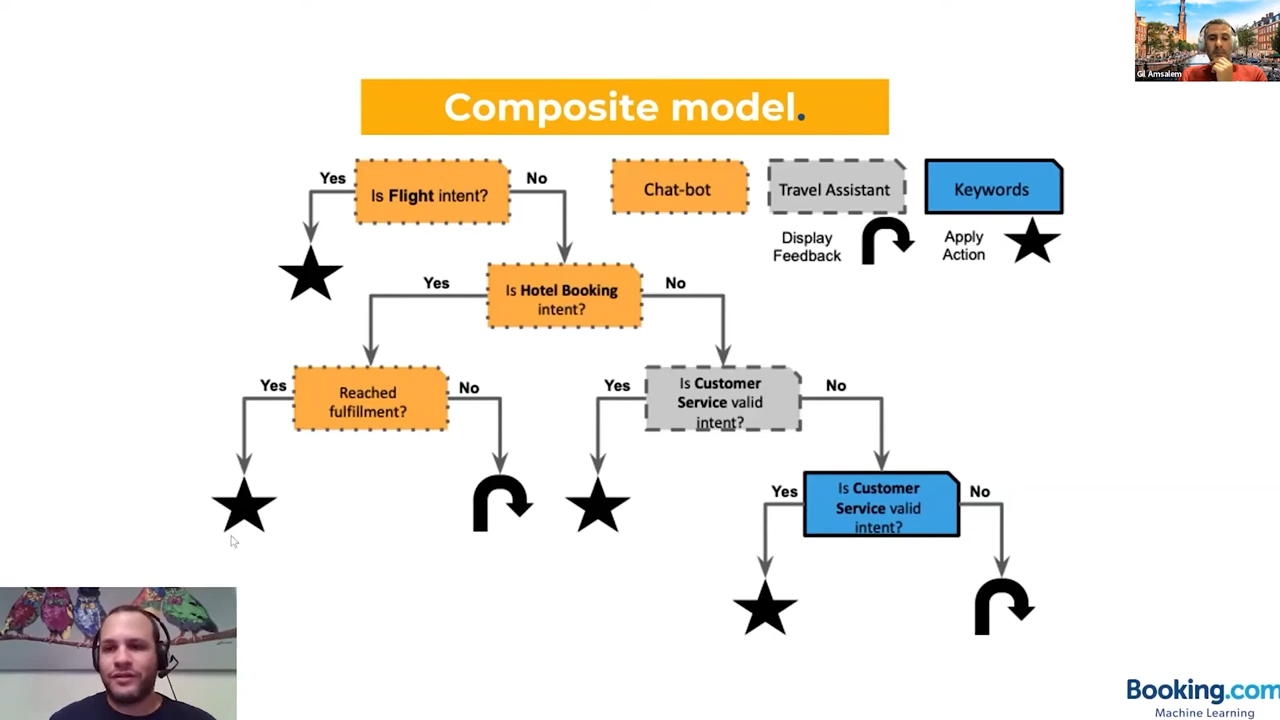 Gil Amsalem
Composite model.
Yes
Is Flight intent?
No
Chat-bot
Travel Assistant
Keywords
Display
Feedback
Apply
Action
Yes
Is Hotel Booking
intent?
No
Yes
Reached
fulfillment?
No
Yes
Is Customer
Service valid
intent?
No
Yes
Is Customer
Service valid
intent?
No
Booking.com
Machine Learning